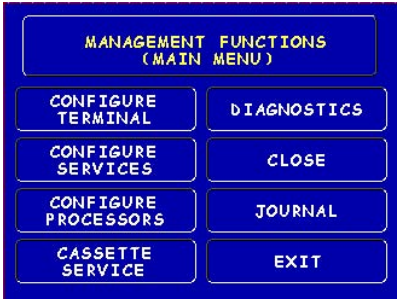 MANAGEMENT FUNCTIONS
(MAIN MENU)
CONFIGURE
TERMINAL
DIAGNOSTICS
CONFIGURE
SERVICES
CLOSE
CONFIGURE
PROCESSORS
JOURNAL
CASSETTE
SERVICE
EXIT